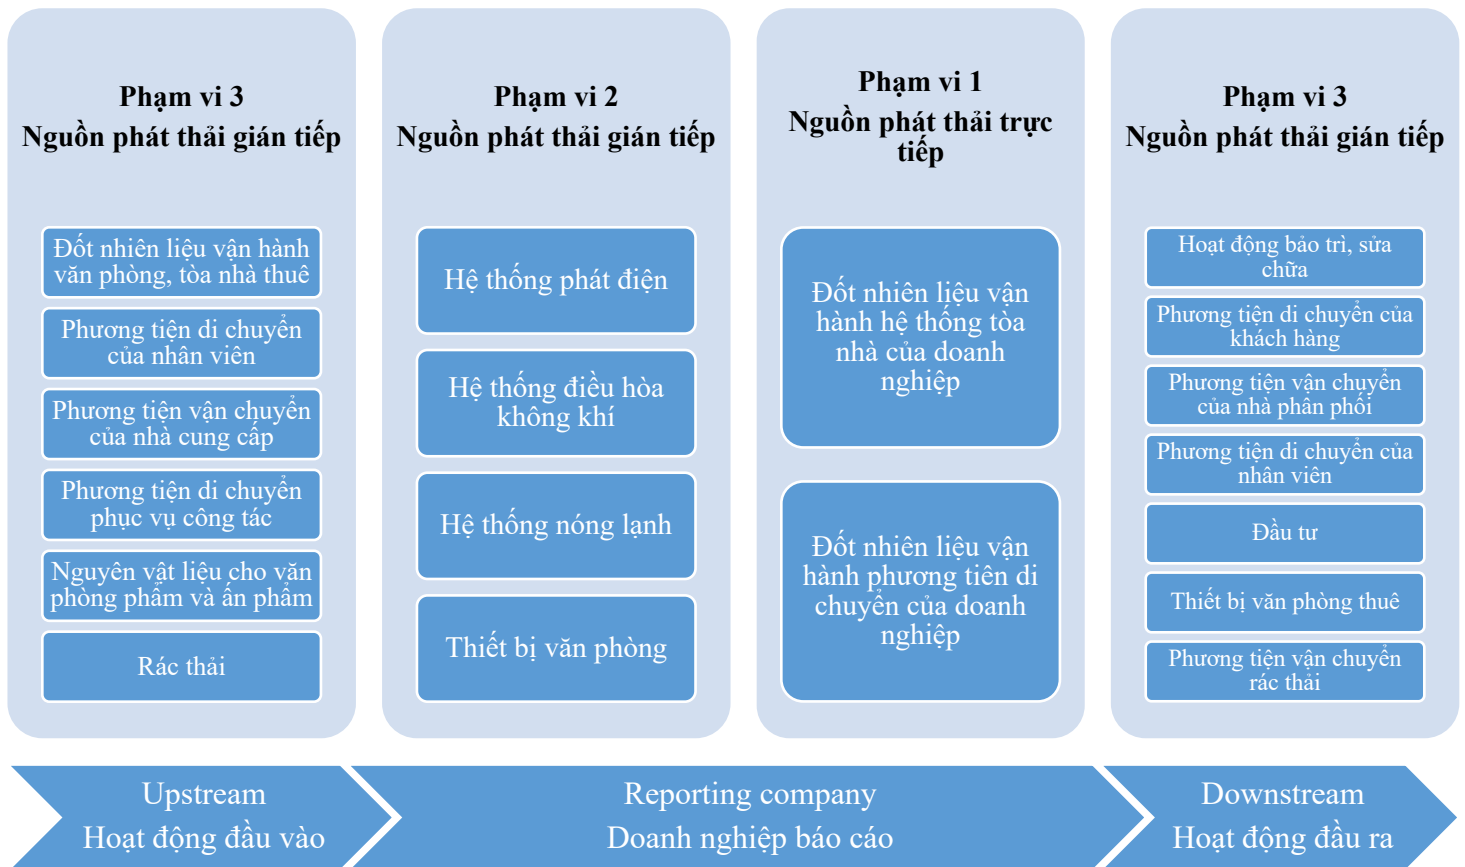 Phạm vi 3
Nguồn phát thải gián tiếp
Đốt nhiên liệu vận hành
văn phòng, tòa nhà thuê
Phương tiện di chuyển
của nhân viên
Phương tiện vận chuyển
của nhà cung cấp
Phương tiện di chuyển
phục vụ công tác
Nguyên vật liệu cho văn
phòng phẩm và ấn phẩm
Rác thải
Phạm vi 2
Nguồn phát thải gián tiếp
Hệ thống phát điện
Hệ thống điều hòa
không khí
Hệ thống nóng lạnh
Thiết bị văn phòng
Phạm vi 1
Nguồn phát thải trực
tiếp
Đốt nhiên liệu vận
hành hệ thống tòa
nhà của doanh
nghiệp
Đốt nhiên liệu vận
hành phương tiên di
chuyển của doanh
nghiệp
Phạm vi 3
Nguồn phát thải gián tiếp
Hoạt động bảo trì, sửa
chữa
Phương tiện di chuyển của
khách hàng
Phương tiện vận chuyển
của nhà phân phối
Phương tiện di chuyển của
nhân viên
Đầu tư
Thiết bị văn phòng thuê
Phương tiện vận chuyển
rác thải
Upstream
Hoạt động đầu vào
Reporting company
Doanh nghiệp báo cáo
Downstream
Hoạt động đầu ra